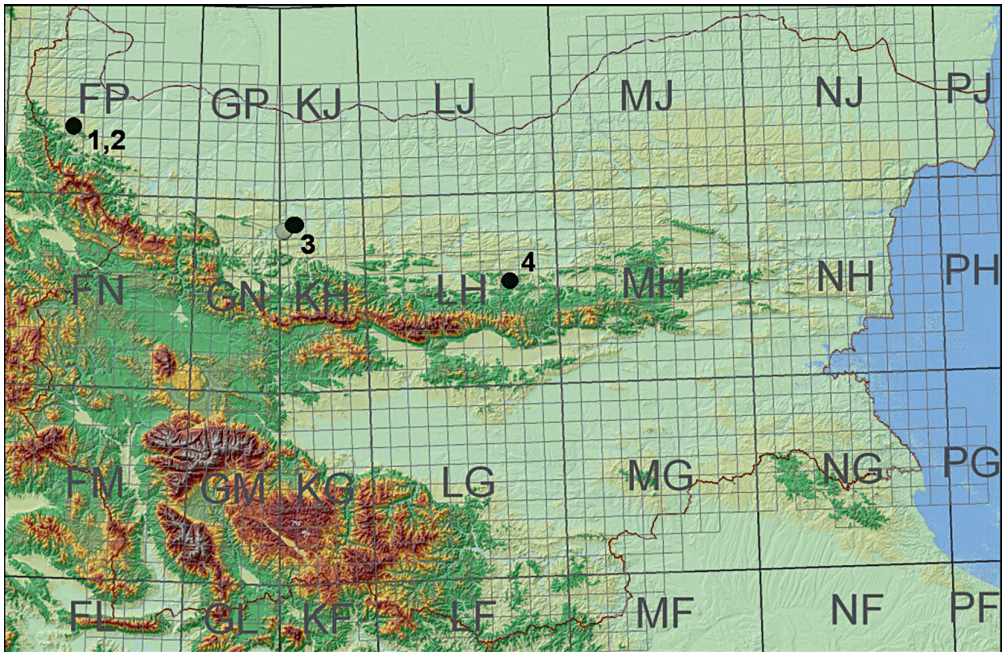 FP GP KJ LJ MJ NJ PJ
1,2
3
4
FN GN KH LH MH NH PH
FM GM KG LG MG NG PG
FL GL KF LF MF NF PF